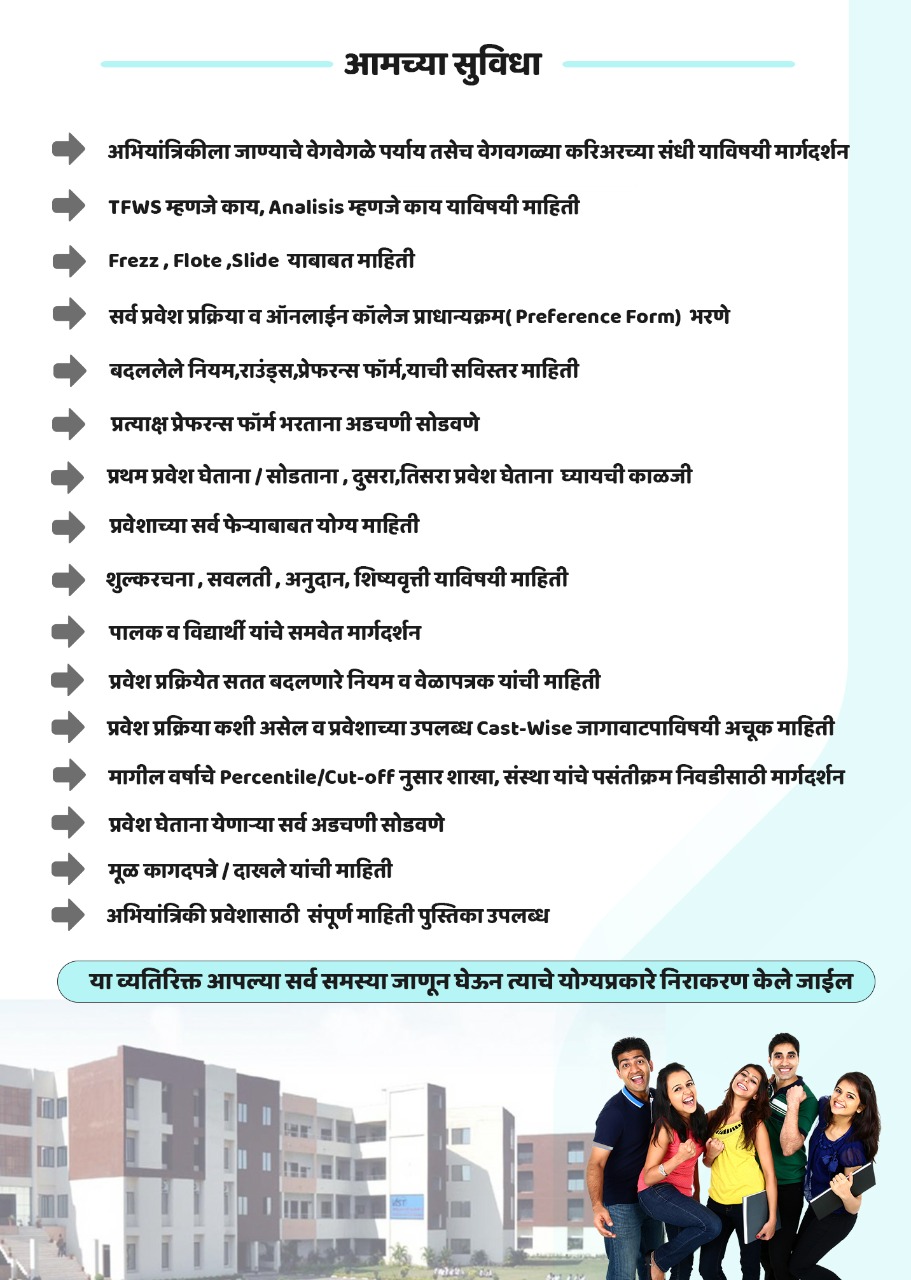 आमच्या सुविधा
अभियांत्रिकीला जाण्याचे वेगवेगळे पर्याय तसेच वेगवगळ्या करिअरच्या संधी याविषयी मार्गदर्शन
TFWS म्हणजे काय, Analisis म्हणजे काय याविषयी माहिती
Frezz , Flote ,Slide याबाबत माहिती
सर्व प्रवेश प्रक्रिया व ऑनलाईन कॉलेज प्राधान्यक्रम( Preference Form) भरणे
बदललेले नियम,राउंड्स,प्रेफरन्स फॉर्म,याची सविस्तर माहिती
प्रत्याक्ष प्रेफरन्स फॉर्म भरताना अडचणी सोडवणे
प्रथम प्रवेश घेताना / सोडताना , दुसरा,तिसरा प्रवेश घेताना घ्यायची काळजी
प्रवेशाच्या सर्व फेऱ्याबाबत योग्य माहिती
शुल्करचना , सवलती , अनुदान, शिष्यवृत्ती याविषयी माहिती
पालक व विद्यार्थी यांचे समवेत मार्गदर्शन
प्रवेश प्रक्रियेत सतत बदलणारे नियम व वेळापत्रक यांची माहिती
प्रवेश प्रक्रिया कशी असेल व प्रवेशाच्या उपलब्ध Cast-Wise जागावाटपाविषयी अचूक माहिती
मागील वर्षाचे Percentile/Cut-off नुसार शाखा, संस्था यांचे पसंतीक्रम निवडीसाठी मार्गदर्शन
प्रवेश घेताना येणाऱ्या सर्व अडचणी सोडवणे
मूळ कागदपत्रे / दाखले यांची माहिती
अभियांत्रिकी प्रवेशासाठी संपूर्ण माहिती पुस्तिका उपलब्ध
या व्यतिरिक्त आपल्या सर्व समस्या जाणून घेऊन त्याचे योग्यप्रकारे निराकरण केले जाईल